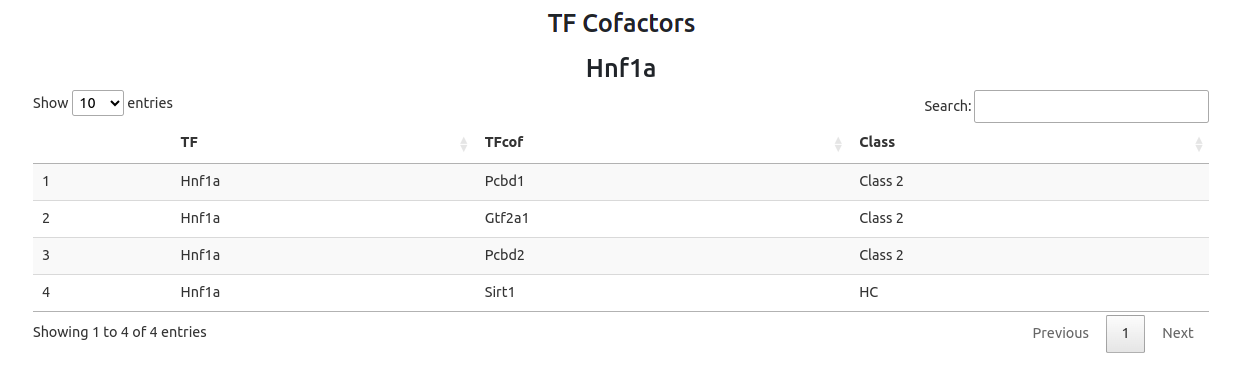 TF Cofactors
Hnf1a
Show 10 entries Search:
TF TFcof Class
1 Hnf1a Pcbd1 Class 2
2 Hnf1a Gtf2a1 Class 2
3 Hnf1a Pcbd2 Class 2
4 Hnf1a Sirt1 HC
Showing 1 to 4 of 4 entries Previous 1 Next